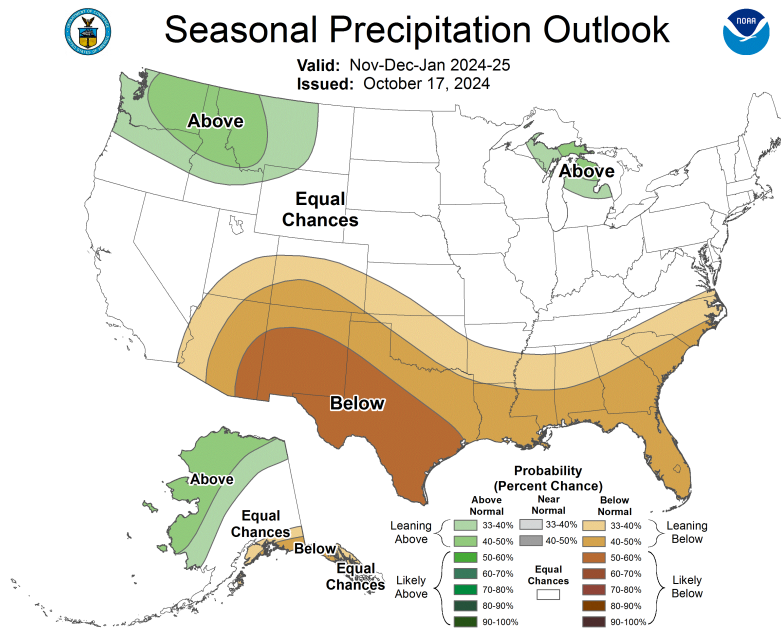 Seasonal Precipitation Outlook
NOAA
Valid: Nov-Dec-Jan 2024-25
Issued: October 17, 2024
Above
Above
Equal
Chances
Below
Above
Equal
Chances
Below
Equal
Chances
Probability
(Percent Chance)
Above
Normal
Near
Normal
Below
Normal
Leaning
Above
33-40%
33-40%
33-40%
Leaning
Below
40-50%
40-50%
40-50%
Likely
Above
50-60%
50-60%
Likely
Below
60-70%
60-70%
70-80%
70-80%
80-90%
80-90%
90-100%
90-100%
Equal
Chances